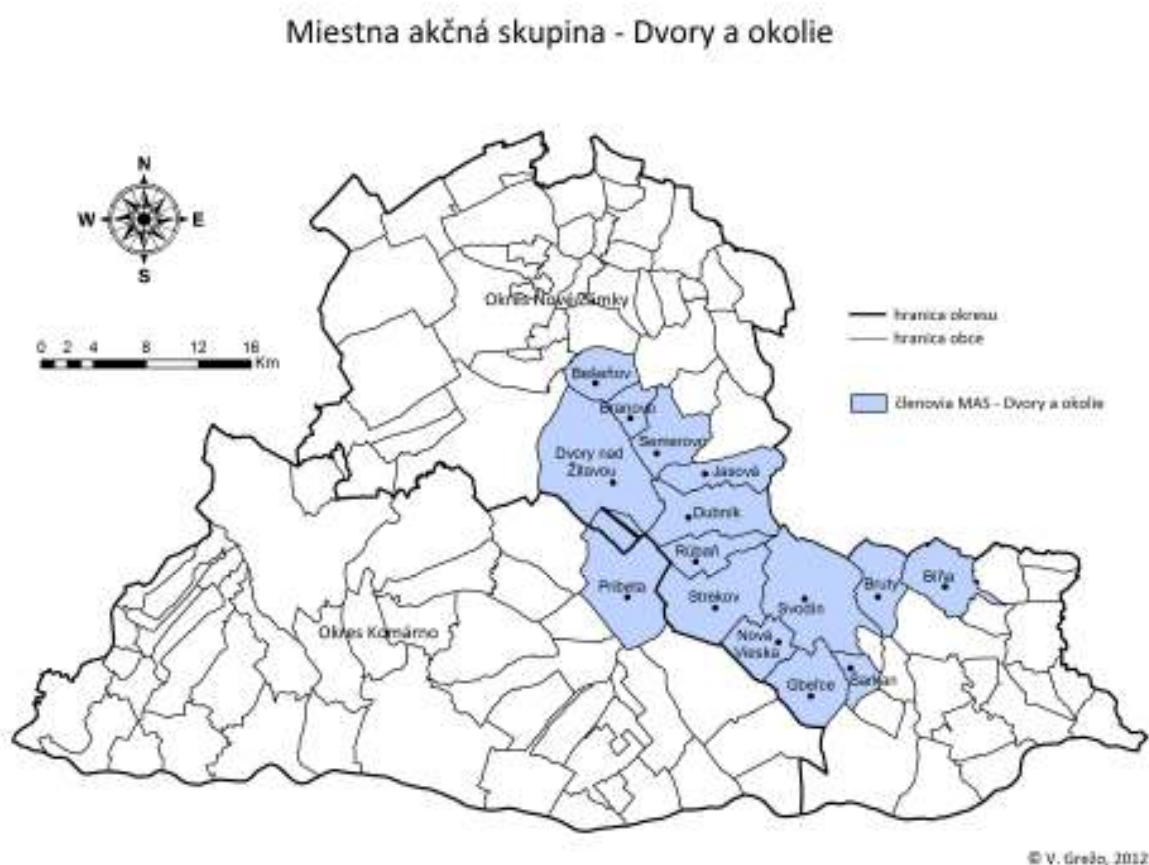 Miestna akčná skupina - Dvory a okolie
N
W E
S
0 2 4 8 12 16
Km
Okres Nové Zámky
hranica okresu
hranica obce
členovia MAS - Dvory a okolie
Bešeňov
Branovo
Semerovo
Dvory nad
Žitavou
Jasová
Dubník
Rúbaň
Pribeta
Strekov
Svodín
Bruty
Bíňa
Okres Komárno
Nová
Vieska
Gbelce
Šarkan
© V. Grežo, 2012